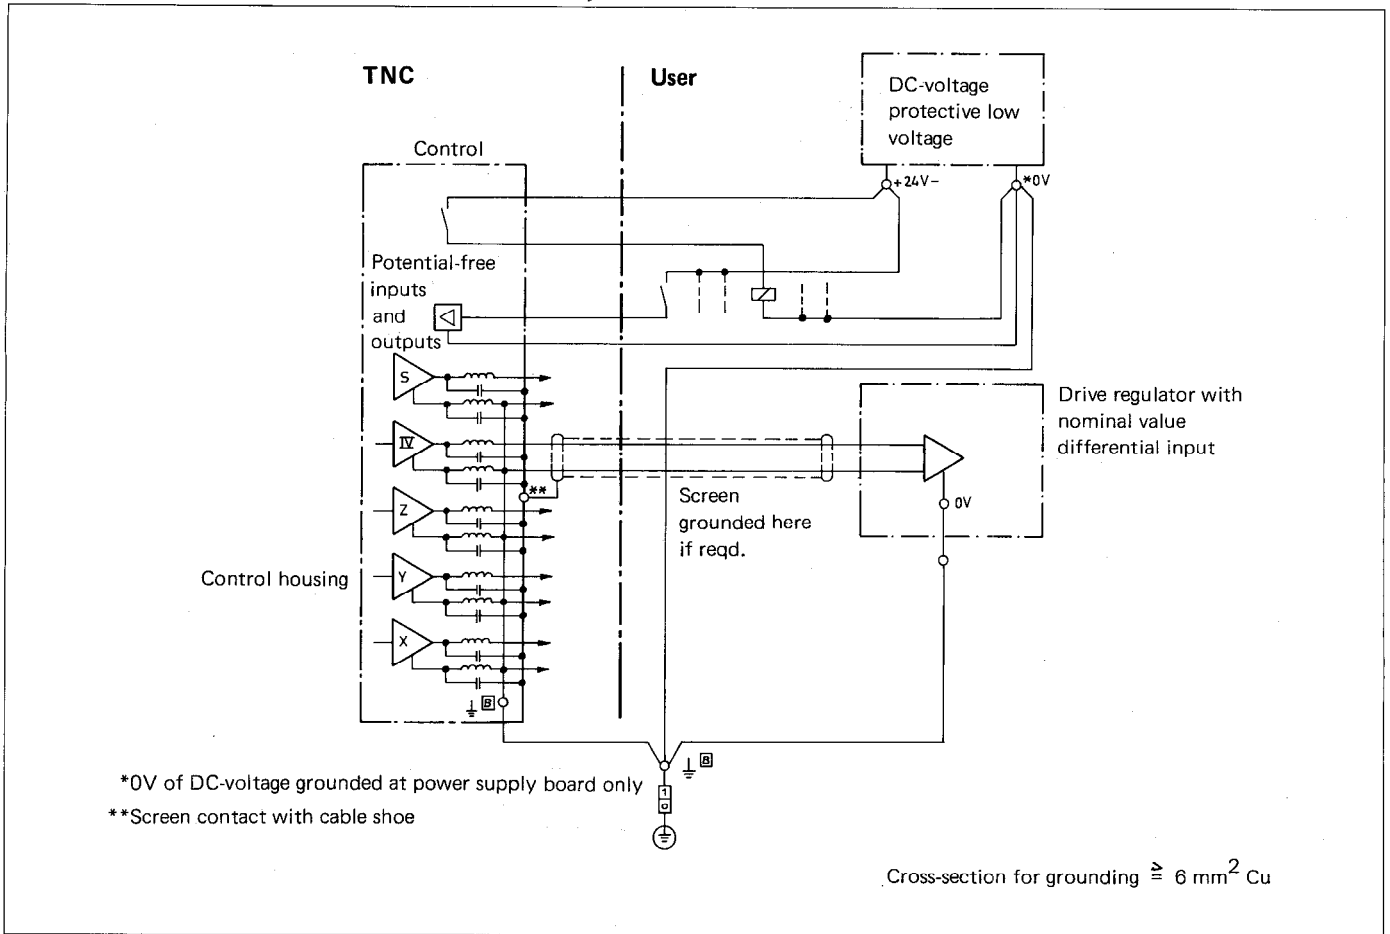 TNC
User
DC-voltage
protective low
voltage
Control
+24V-
*0V
Potential-free
inputs
and
outputs
S
IV
Z
Y
X
**
Drive regulator with
nominal value
differential input
0V
Screen
grounded here
if reqd.
Control housing
B
B
1
0
*0V of DC-voltage grounded at power supply board only
**Screen contact with cable shoe
Cross-section for grounding ≧ 6 mm² Cu